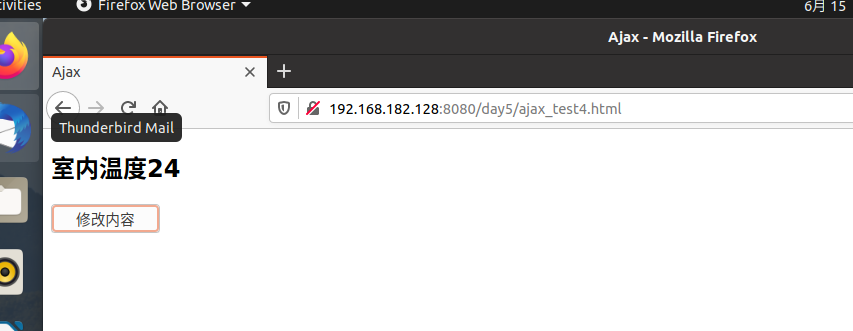 ivities
Firefox Web Browser
6月 15
Ajax - Mozilla Firefox
Ajax
192.168.182.128:8080/day5/ajax_test4.html
Thunderbird Mail
室内温度24
修改内容